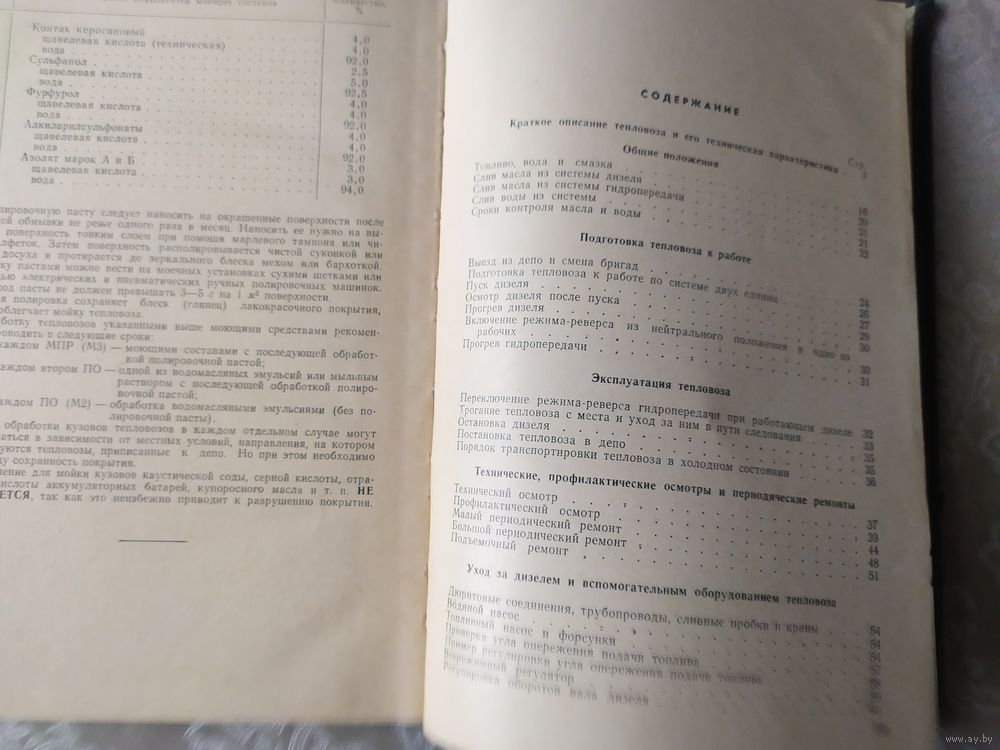 компонентов моющих составов
Количество, %
Контак керосиновый 4,0
щавелевая кислота (техническая) 4,0
вода 92,0
Сульфанол 2,5
щавелевая кислота 5,0
вода 92,5
Фурфурол 4,0
щавелевая кислота 4,0
вода 92,0
Алкиларилсульфонаты 4,0
щавелевая кислота 4,0
вода 92,0
Азолят марок А и Б 3,0
щавелевая кислота 3,0
вода 94,0
лировочную пасту следует наносить на окрашенные поверхности после
ой обмывки не реже одного раза в месяц. Наносить ее нужно на вы-
поверхность тонким слоем при помощи марлевого тампона или чи-
алфеток. Затем поверхность располировывается чистой суконкой или
досуха и протирается до зеркального блеска мехом или бархоткой.
ку пастами можно вести на моечных установках сухими щетками или
щью электрических и пневматических ручных полировочных машинок.
ход пасты не должен превышать 3—5 г на 1 м² поверхности.
я полировка сохраняет блеск (глянец) лакокрасочного покрытия,
облегчает мойку тепловоза.
аботку тепловозов указанными выше моющими средствами рекомен-
роводить в следующие сроки:
каждом МПР (М3) — моющими составами с последующей обработ-
кой полировочной пастой;
аждом втором ПО — одной из водомасляных эмульсий или мыльным
раствором с последующей обработкой полиро-
вочной пастой;
аждом ПО (М2) — обработка водомасляными эмульсиями (без по-
лировочной пасты).
обработки кузовов тепловозов в каждом отдельном случае могут
ваться в зависимости от местных условий, направления, на котором
уются тепловозы, приписанные к депо. Но при этом необходимо
ду сохранность покрытия.
нение для мойки кузовов каустической соды, серной кислоты, отра-
кислоты аккумуляторных батарей, купоросного масла и т. п. НЕ
ЕТСЯ, так как это неизбежно приводит к разрушению покрытия.
СОДЕРЖАНИЕ
Стр.
Краткое описание тепловоза и его техническая характеристика 3
Общие положения
Топливо, вода и смазка 16
Слив масла из системы дизеля 20
Слив масла из системы гидропередачи 21
Слив воды из системы 21
Сроки контроля масла и воды 22
Подготовка тепловоза к работе
Выезд из депо и смена бригад 24
Подготовка тепловоза к работе по системе двух единиц 26
Пуск дизеля 27
Осмотр дизеля после пуска 29
Прогрев дизеля 30
Включение режима-реверса из нейтрального положения в одно из
рабочих 30
Прогрев гидропередачи 31
Эксплуатация тепловоза
Переключение режима-реверса гидропередачи при работающем дизеле 32
Трогание тепловоза с места и уход за ним в пути следования 33
Остановка дизеля 35
Постановка тепловоза в депо 35
Порядок транспортировки тепловоза в холодном состоянии 36
Технические, профилактические осмотры и периодические ремонты
Технический осмотр 37
Профилактический осмотр 39
Малый периодический ремонт 44
Большой периодический ремонт 48
Подъемочный ремонт 51
Уход за дизелем и вспомогательным оборудованием тепловоза
Дюритовые соединения, трубопроводы, сливные пробки и краны 54
Водяной насос 54
Топливный насос и форсунки 54
Проверка угла опережения подачи топлива 57
Пример регулировки угла опережения подачи топлива 58
Всережимный регулятор
Регулировка оборотов вала дизеля
www.ay.by